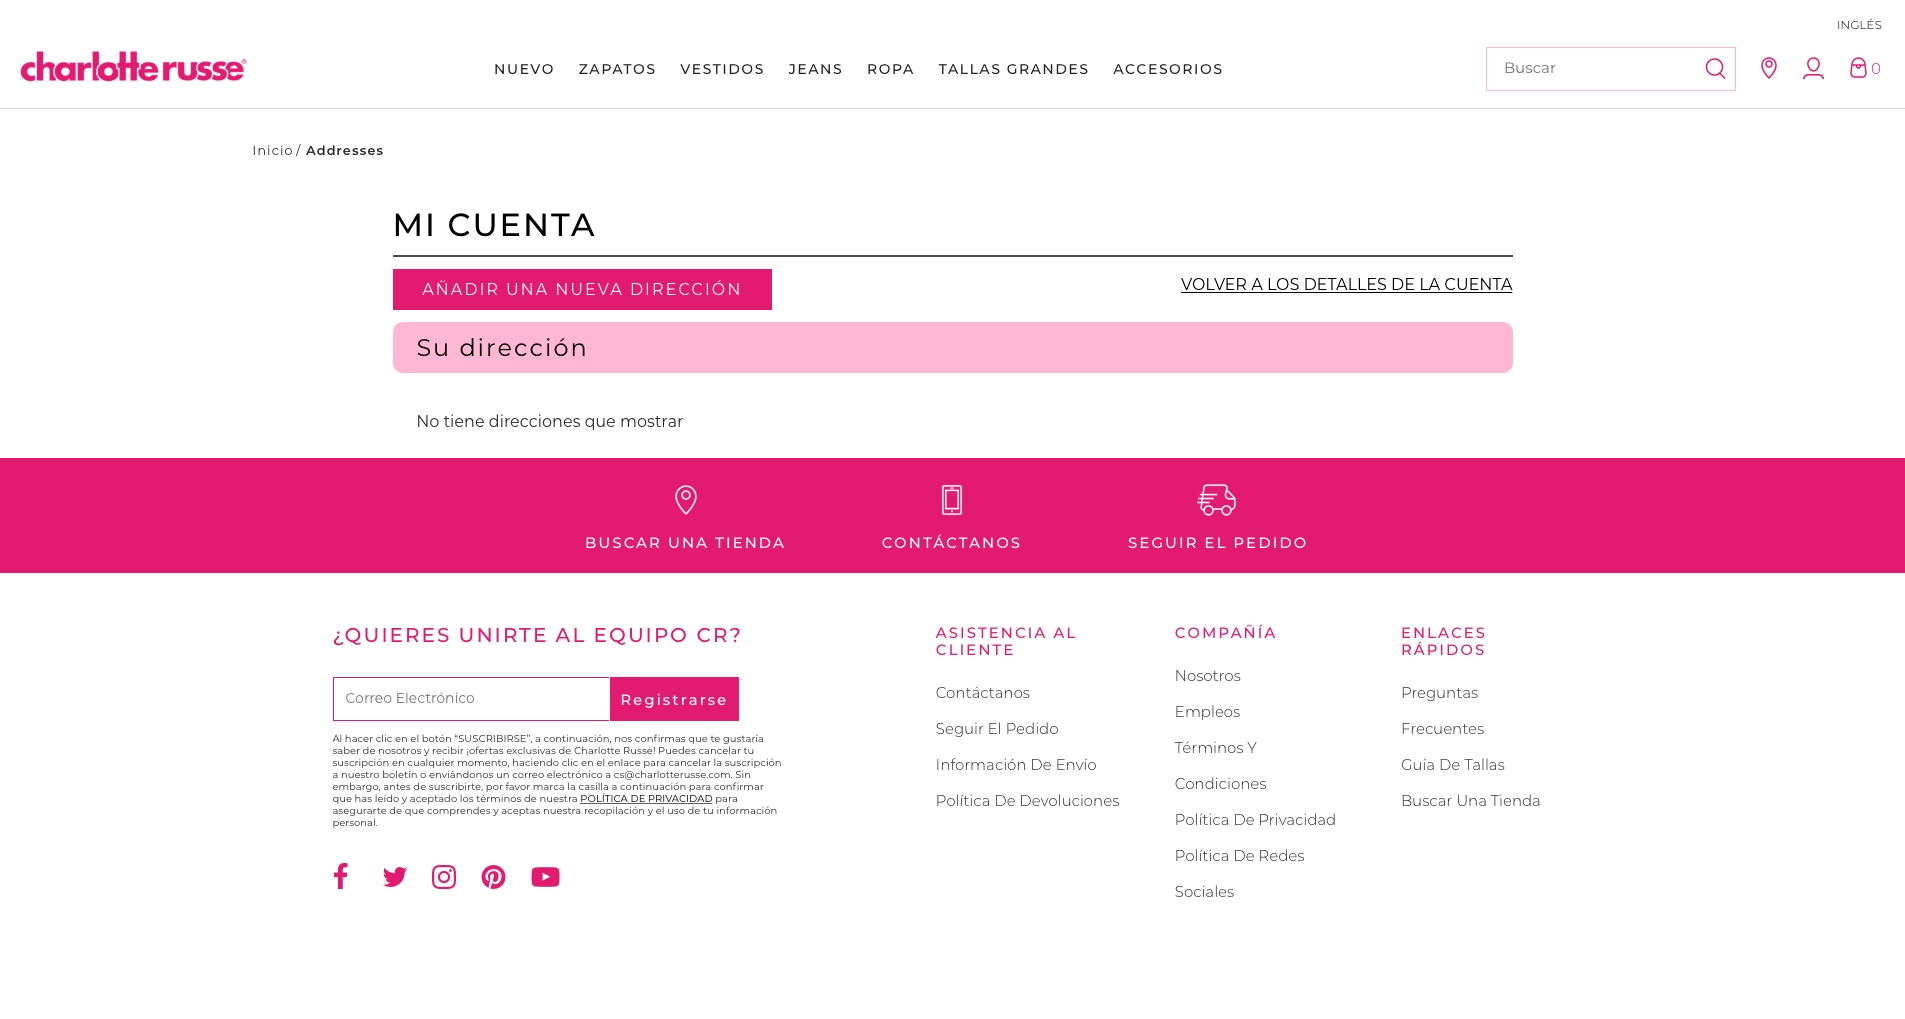 INGLÉS
charlotte russe®
NUEVO ZAPATOS VESTIDOS JEANS ROPA TALLAS GRANDES ACCESORIOS
Buscar
0
Inicio / Addresses
MI CUENTA
AÑADIR UNA NUEVA DIRECCIÓN
VOLVER A LOS DETALLES DE LA CUENTA
Su dirección
No tiene direcciones que mostrar
BUSCAR UNA TIENDA
CONTÁCTANOS
SEGUIR EL PEDIDO
¿QUIERES UNIRTE AL EQUIPO CR?
Correo Electrónico
Registrarse
Al hacer clic en el botón “SUSCRIBIRSE”, a continuación, nos confirmas que te gustaría
saber de nosotros y recibir ¡ofertas exclusivas de Charlotte Russe! Puedes cancelar tu
suscripción en cualquier momento, haciendo clic en el enlace para cancelar la suscripción
a nuestro boletín o enviándonos un correo electrónico a cs@charlotterusse.com. Sin
embargo, antes de suscribirte, por favor marca la casilla a continuación para confirmar
que has leído y aceptado los términos de nuestra POLÍTICA DE PRIVACIDAD para
asegurarte de que comprendes y aceptas nuestra recopilación y el uso de tu información
personal.
ASISTENCIA AL
CLIENTE
Contáctanos
Seguir El Pedido
Información De Envío
Política De Devoluciones
COMPAÑÍA
Nosotros
Empleos
Términos Y
Condiciones
Política De Privacidad
Política De Redes
Sociales
ENLACES
RÁPIDOS
Preguntas
Frecuentes
Guía De Tallas
Buscar Una Tienda